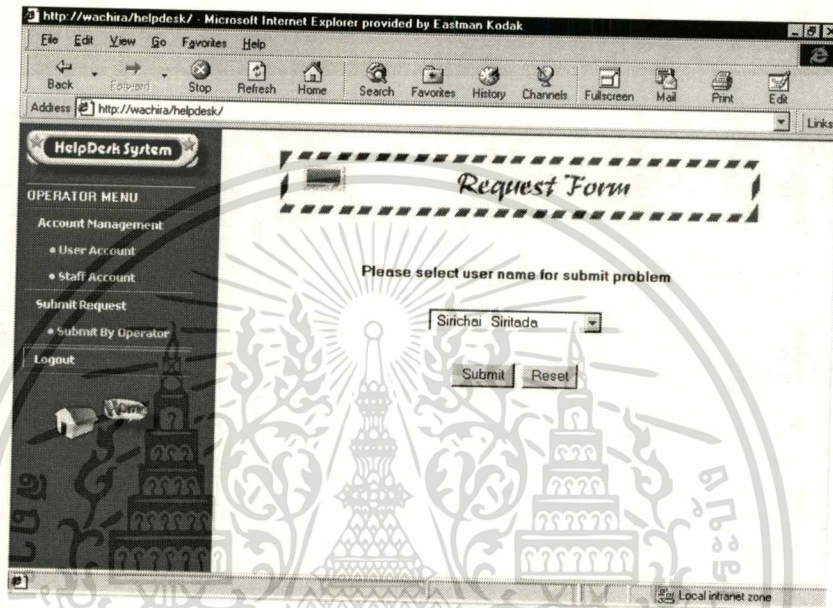 http://wachira/helpdesk/ - Microsoft Internet Explorer provided by Eastman Kodak
File Edit View Go Favorites Help
Back Forward Stop Refresh Home Search Favorites History Channels Fullscreen Mail Print Edit
Address http://wachira/helpdesk/ Links
HelpDesk System
OPERATOR MENU
Account Management
User Account
Staff Account
Submit Request
Submit By Operator
Logout
Home
Request Form
Please select user name for submit problem
Sirichai Siritada
Submit Reset
Local intranet zone